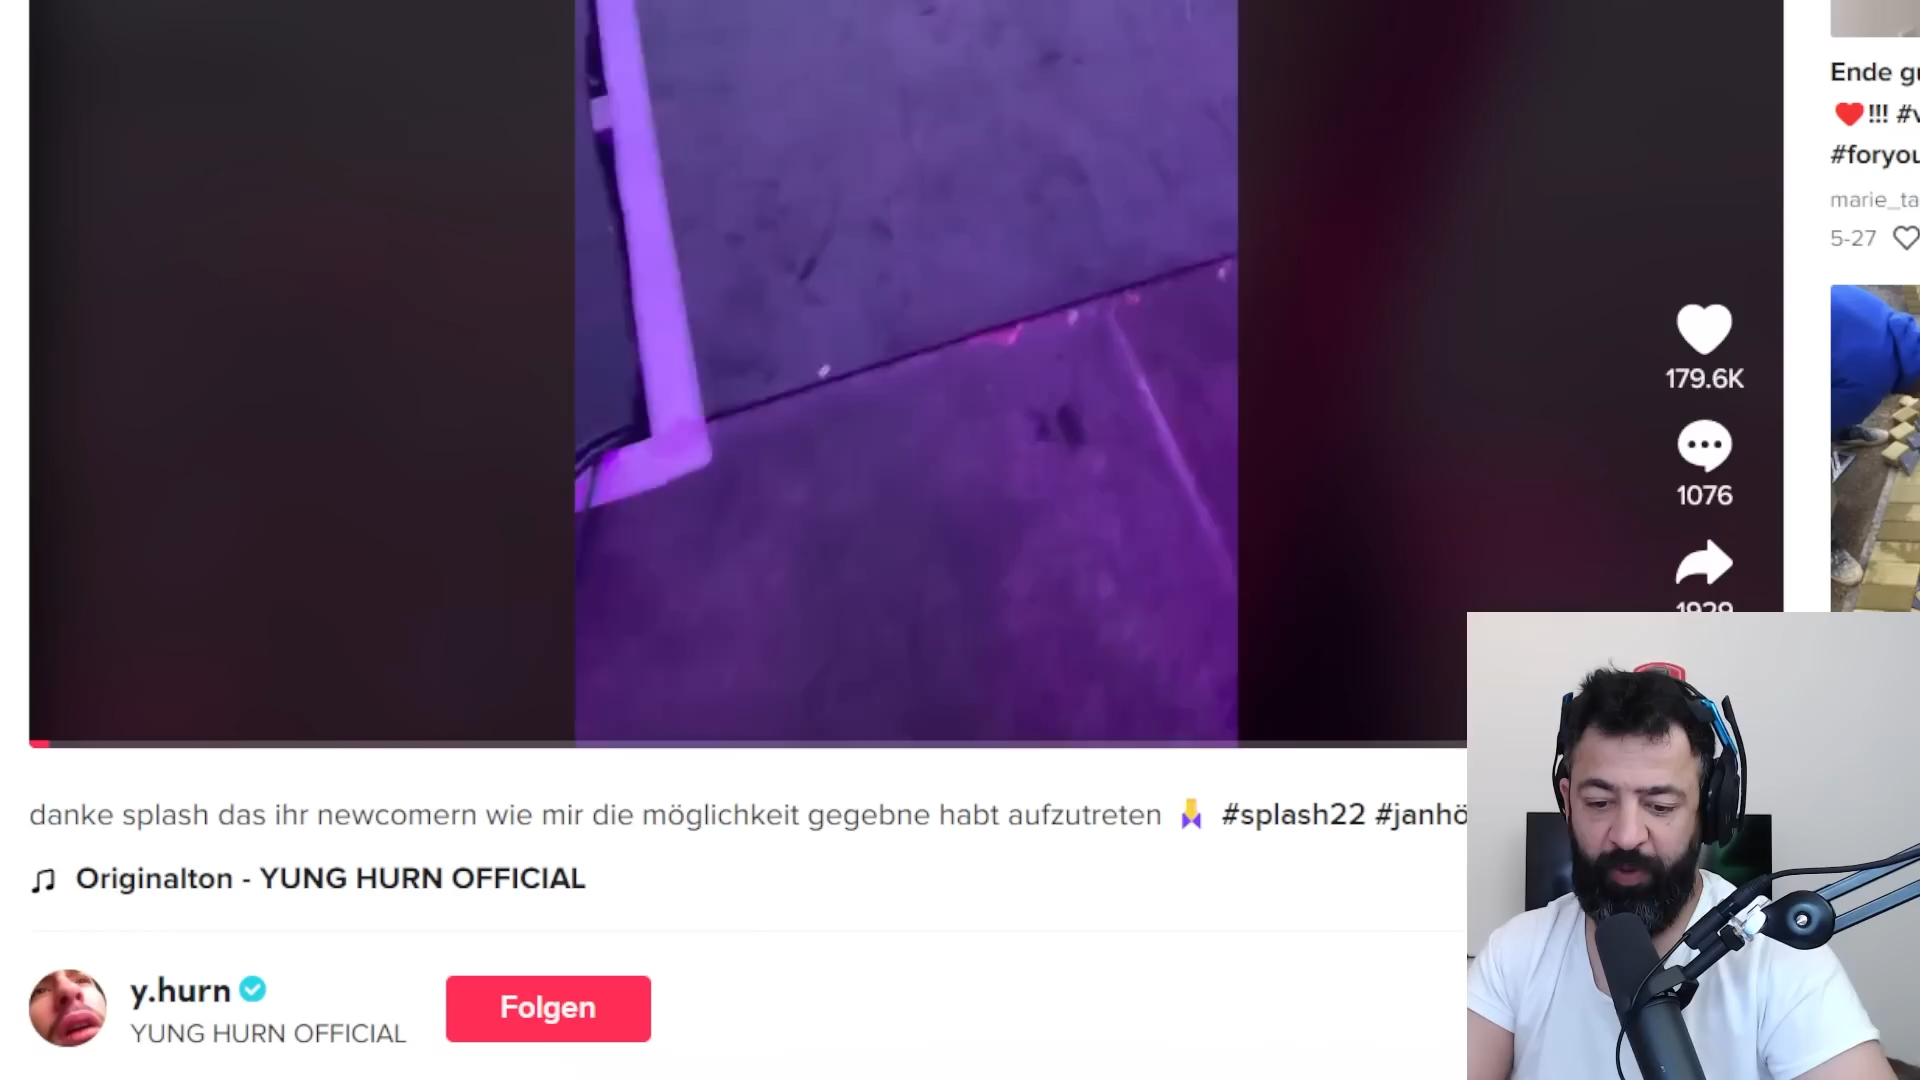 Ende
!!!
#foryou
marie_ta
5-27
179.6K
1076
danke splash das ihr newcomern wie mir die möglichkeit gegebne habt aufzutreten #splash22 #janhö
Originalton - YUNG HURN OFFICIAL
y.hurn
YUNG HURN OFFICIAL
Folgen